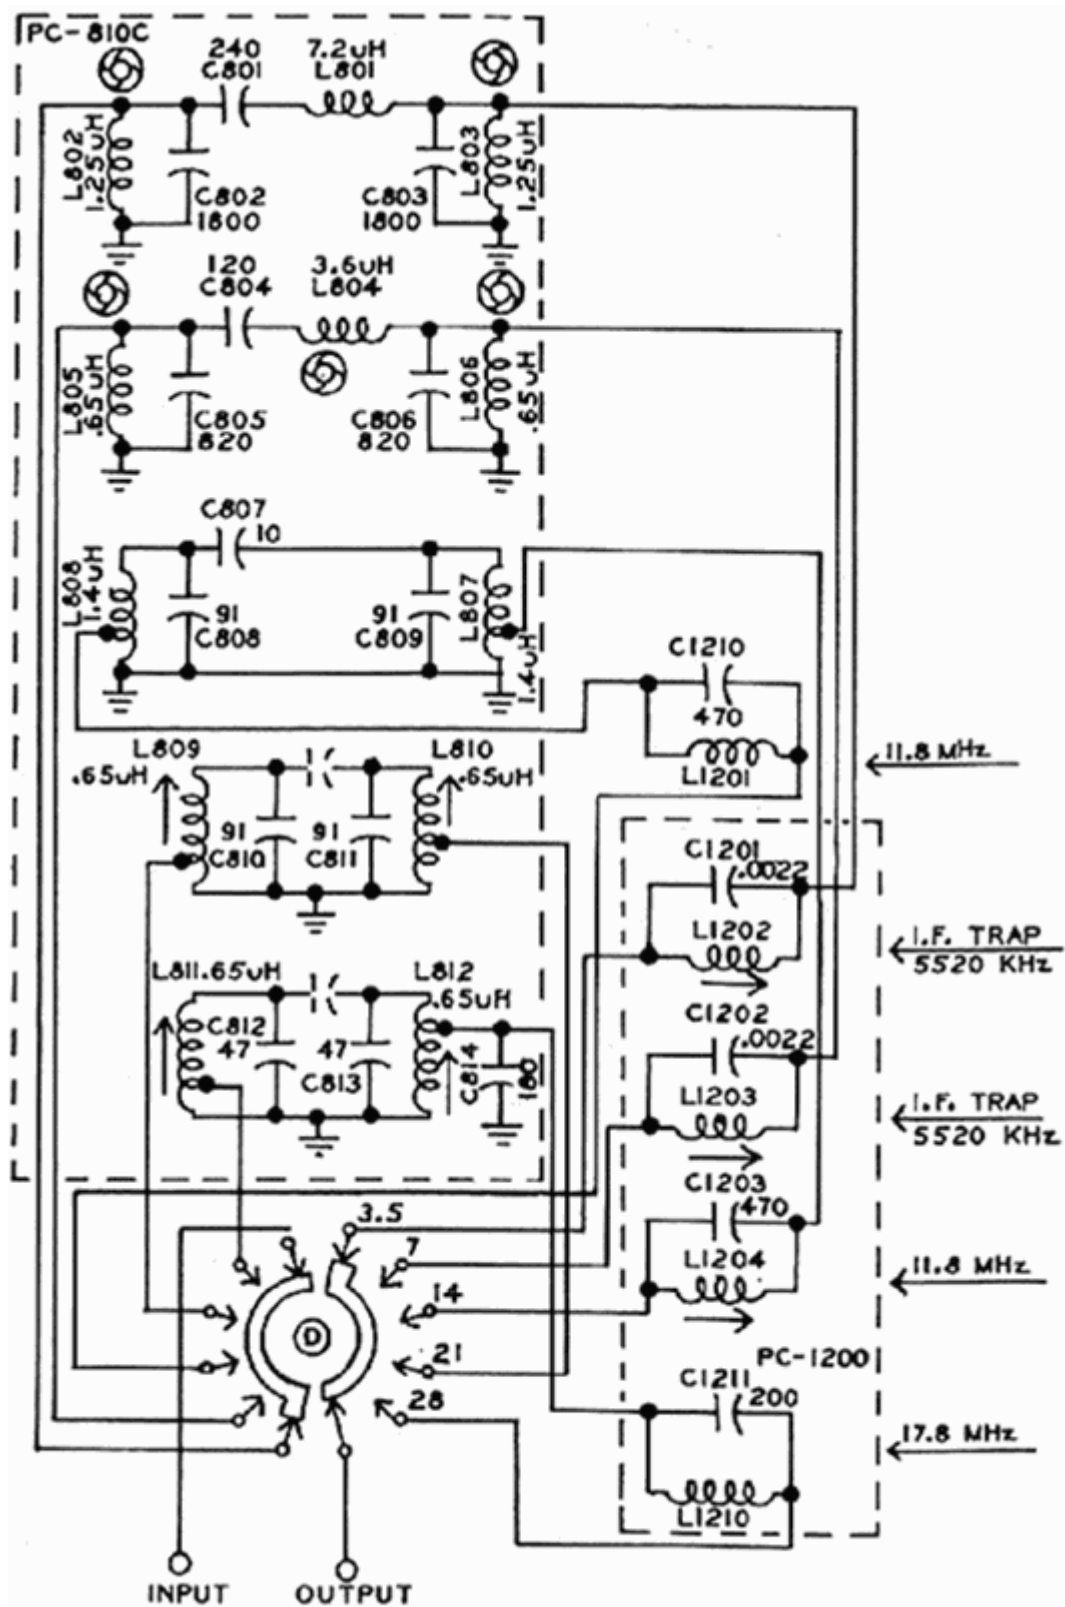 PC-810C
240
C801
7.2uH
L801
L802
1.25uH
C802
1800
C803
1800
L803
1.25uH
120
C804
3.6uH
L804
L805
.65uH
C805
820
C806
820
L806
.65uH
C807
10
L808
1.4uH
91
C808
91
C809
L807
1.4uH
C1210
470
L1201
11.8 MHz
L809
.65uH
L810
.65uH
91
C810
91
C811
C1201
.0022
L1202
I.F. TRAP
5520 KHz
L811 .65uH
L812
.65uH
C812
47
47
C813
C814
180
C1202
.0022
L1203
I.F. TRAP
5520 KHz
C1203
470
L1204
11.8 MHz
3.5
7
14
21
28
D
PC-1200
C1211
200
L1210
17.8 MHz
INPUT
OUTPUT